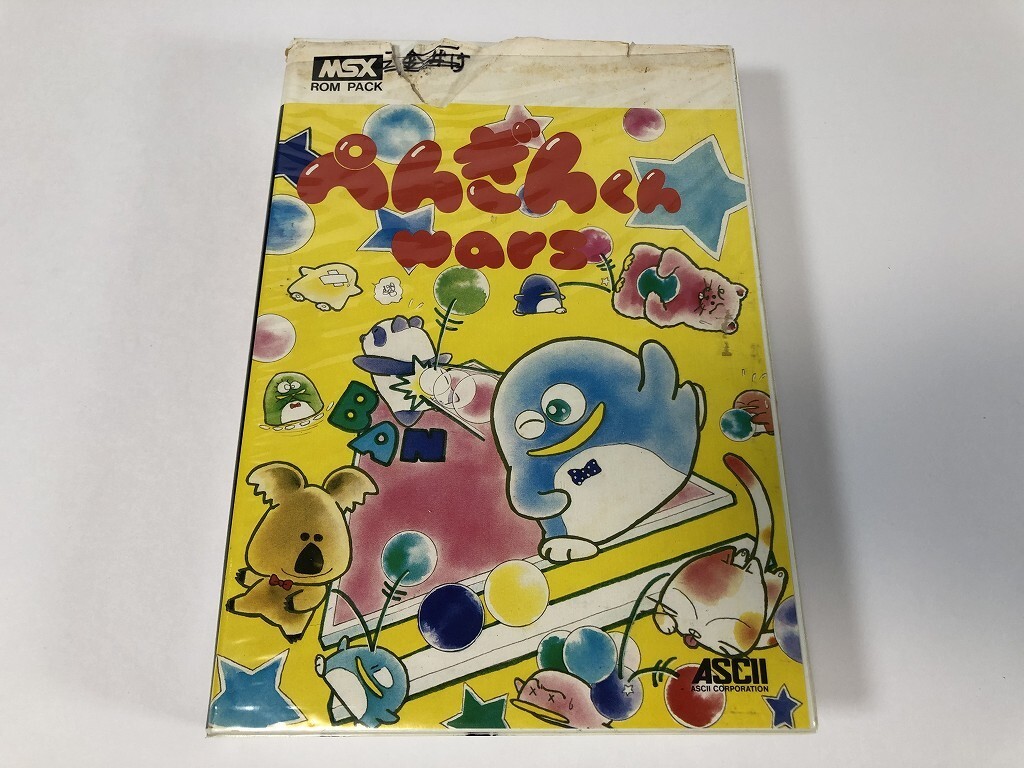 MSX
ROM PACK
ぺんぎんくん
wars
BAN
ASCII
ASCII CORPORATION